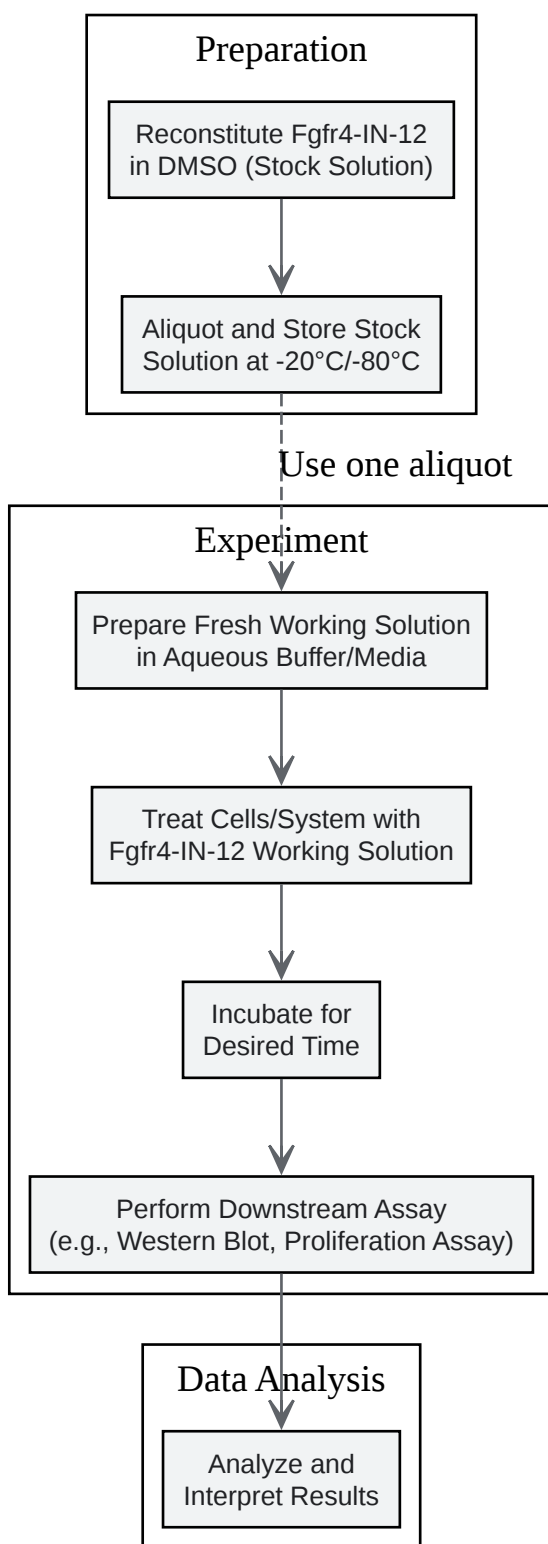 Preparation
Reconstitute Fgfr4-IN-12
in DMSO (Stock Solution)
Aliquot and Store Stock
Solution at -20°C/-80°C
Use one aliquot
Experiment
Prepare Fresh Working Solution
in Aqueous Buffer/Media
Treat Cells/System with
Fgfr4-IN-12 Working Solution
Incubate for
Desired Time
Perform Downstream Assay
(e.g., Western Blot, Proliferation Assay)
Data Analysis
Analyze and
Interpret Results